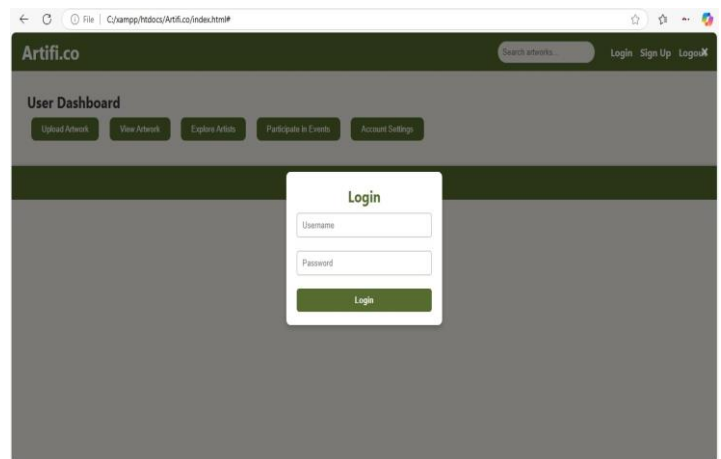 File C:/xampp/htdocs/Artifi.co/index.html#
Artifi.co
Search artworks...
Login Sign Up Logout X
User Dashboard
Upload Artwork View Artwork Explore Artists Participate in Events Account Settings
Login
Username
Password
Login